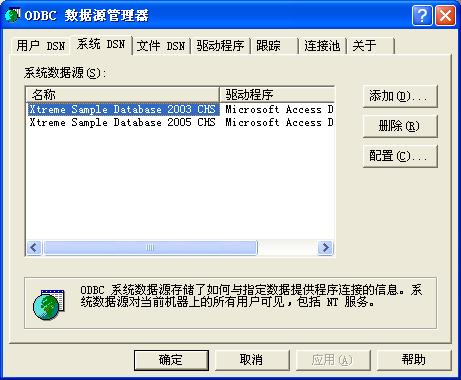 ODBC 数据源管理器
用户 DSN 系统 DSN 文件 DSN 驱动程序 跟踪 连接池 关于
系统数据源(S):
名称 驱动程序
Xtreme Sample Database 2003 CHS Microsoft Access D
Xtreme Sample Database 2005 CHS Microsoft Access D
添加(D)...
删除(R)
配置(C)...
ODBC 系统数据源存储了如何与指定数据提供程序连接的信息。系
统数据源对当前机器上的所有用户可见,包括 NT 服务。
确定 取消 应用(A) 帮助